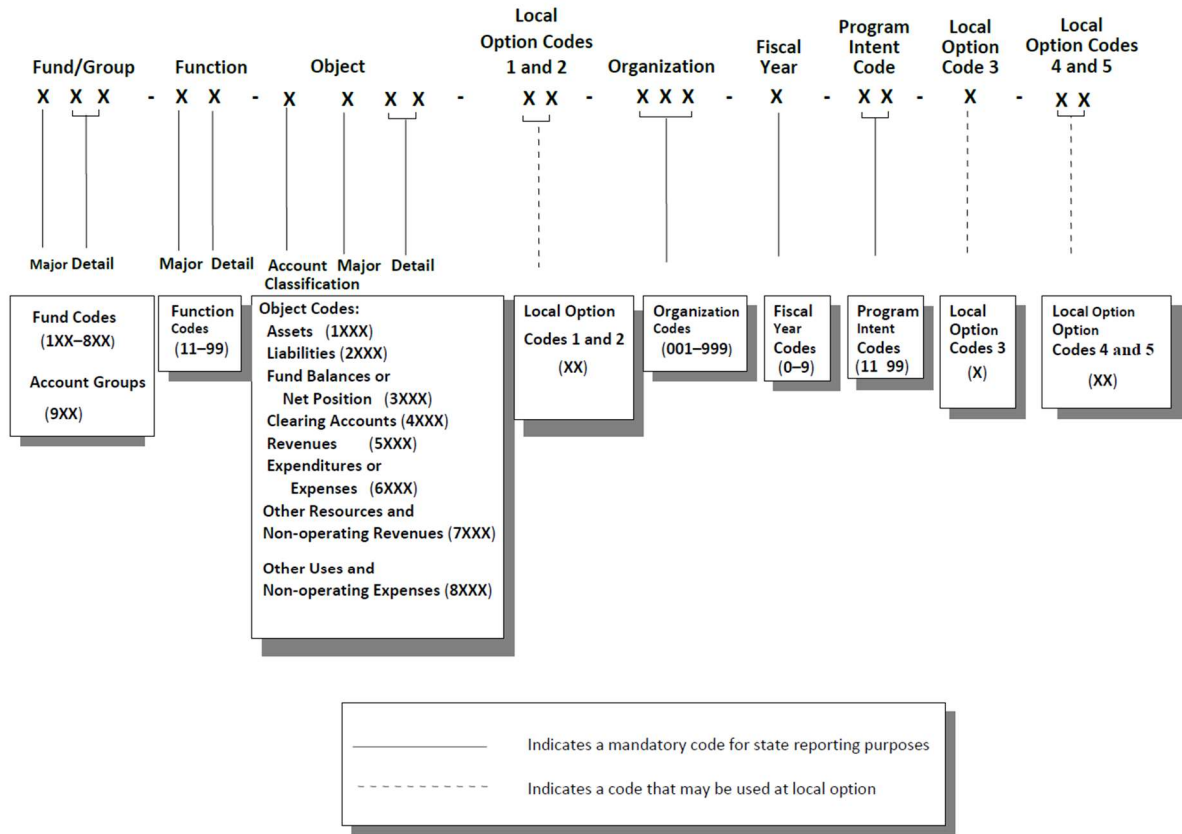 Fund/Group
Function
Object
Local
Option Codes
1 and 2
Organization
Fiscal
Year
Program
Intent
Code
Local
Option
Code 3
Local
Option Codes
4 and 5
X X X - X X - X X X X - X X - X X X - X - X X - X - X X
Major Detail
Major Detail
Account Major Detail
Classification
Fund Codes
(1XX–8XX)
Account Groups
(9XX)
Function
Codes
(11–99)
Object Codes:
Assets (1XXX)
Liabilities (2XXX)
Fund Balances or
Net Position (3XXX)
Clearing Accounts (4XXX)
Revenues (5XXX)
Expenditures or
Expenses (6XXX)
Other Resources and
Non-operating Revenues (7XXX)
Other Uses and
Non-operating Expenses (8XXX)
Local Option
Codes 1 and 2
(XX)
Organization
Codes
(001–999)
Fiscal
Year
Codes
(0–9)
Program
Intent
Codes
(11 99)
Local
Option
Codes 3
(X)
Local Option
Option
Codes 4 and 5
(XX)
Indicates a mandatory code for state reporting purposes
Indicates a code that may be used at local option